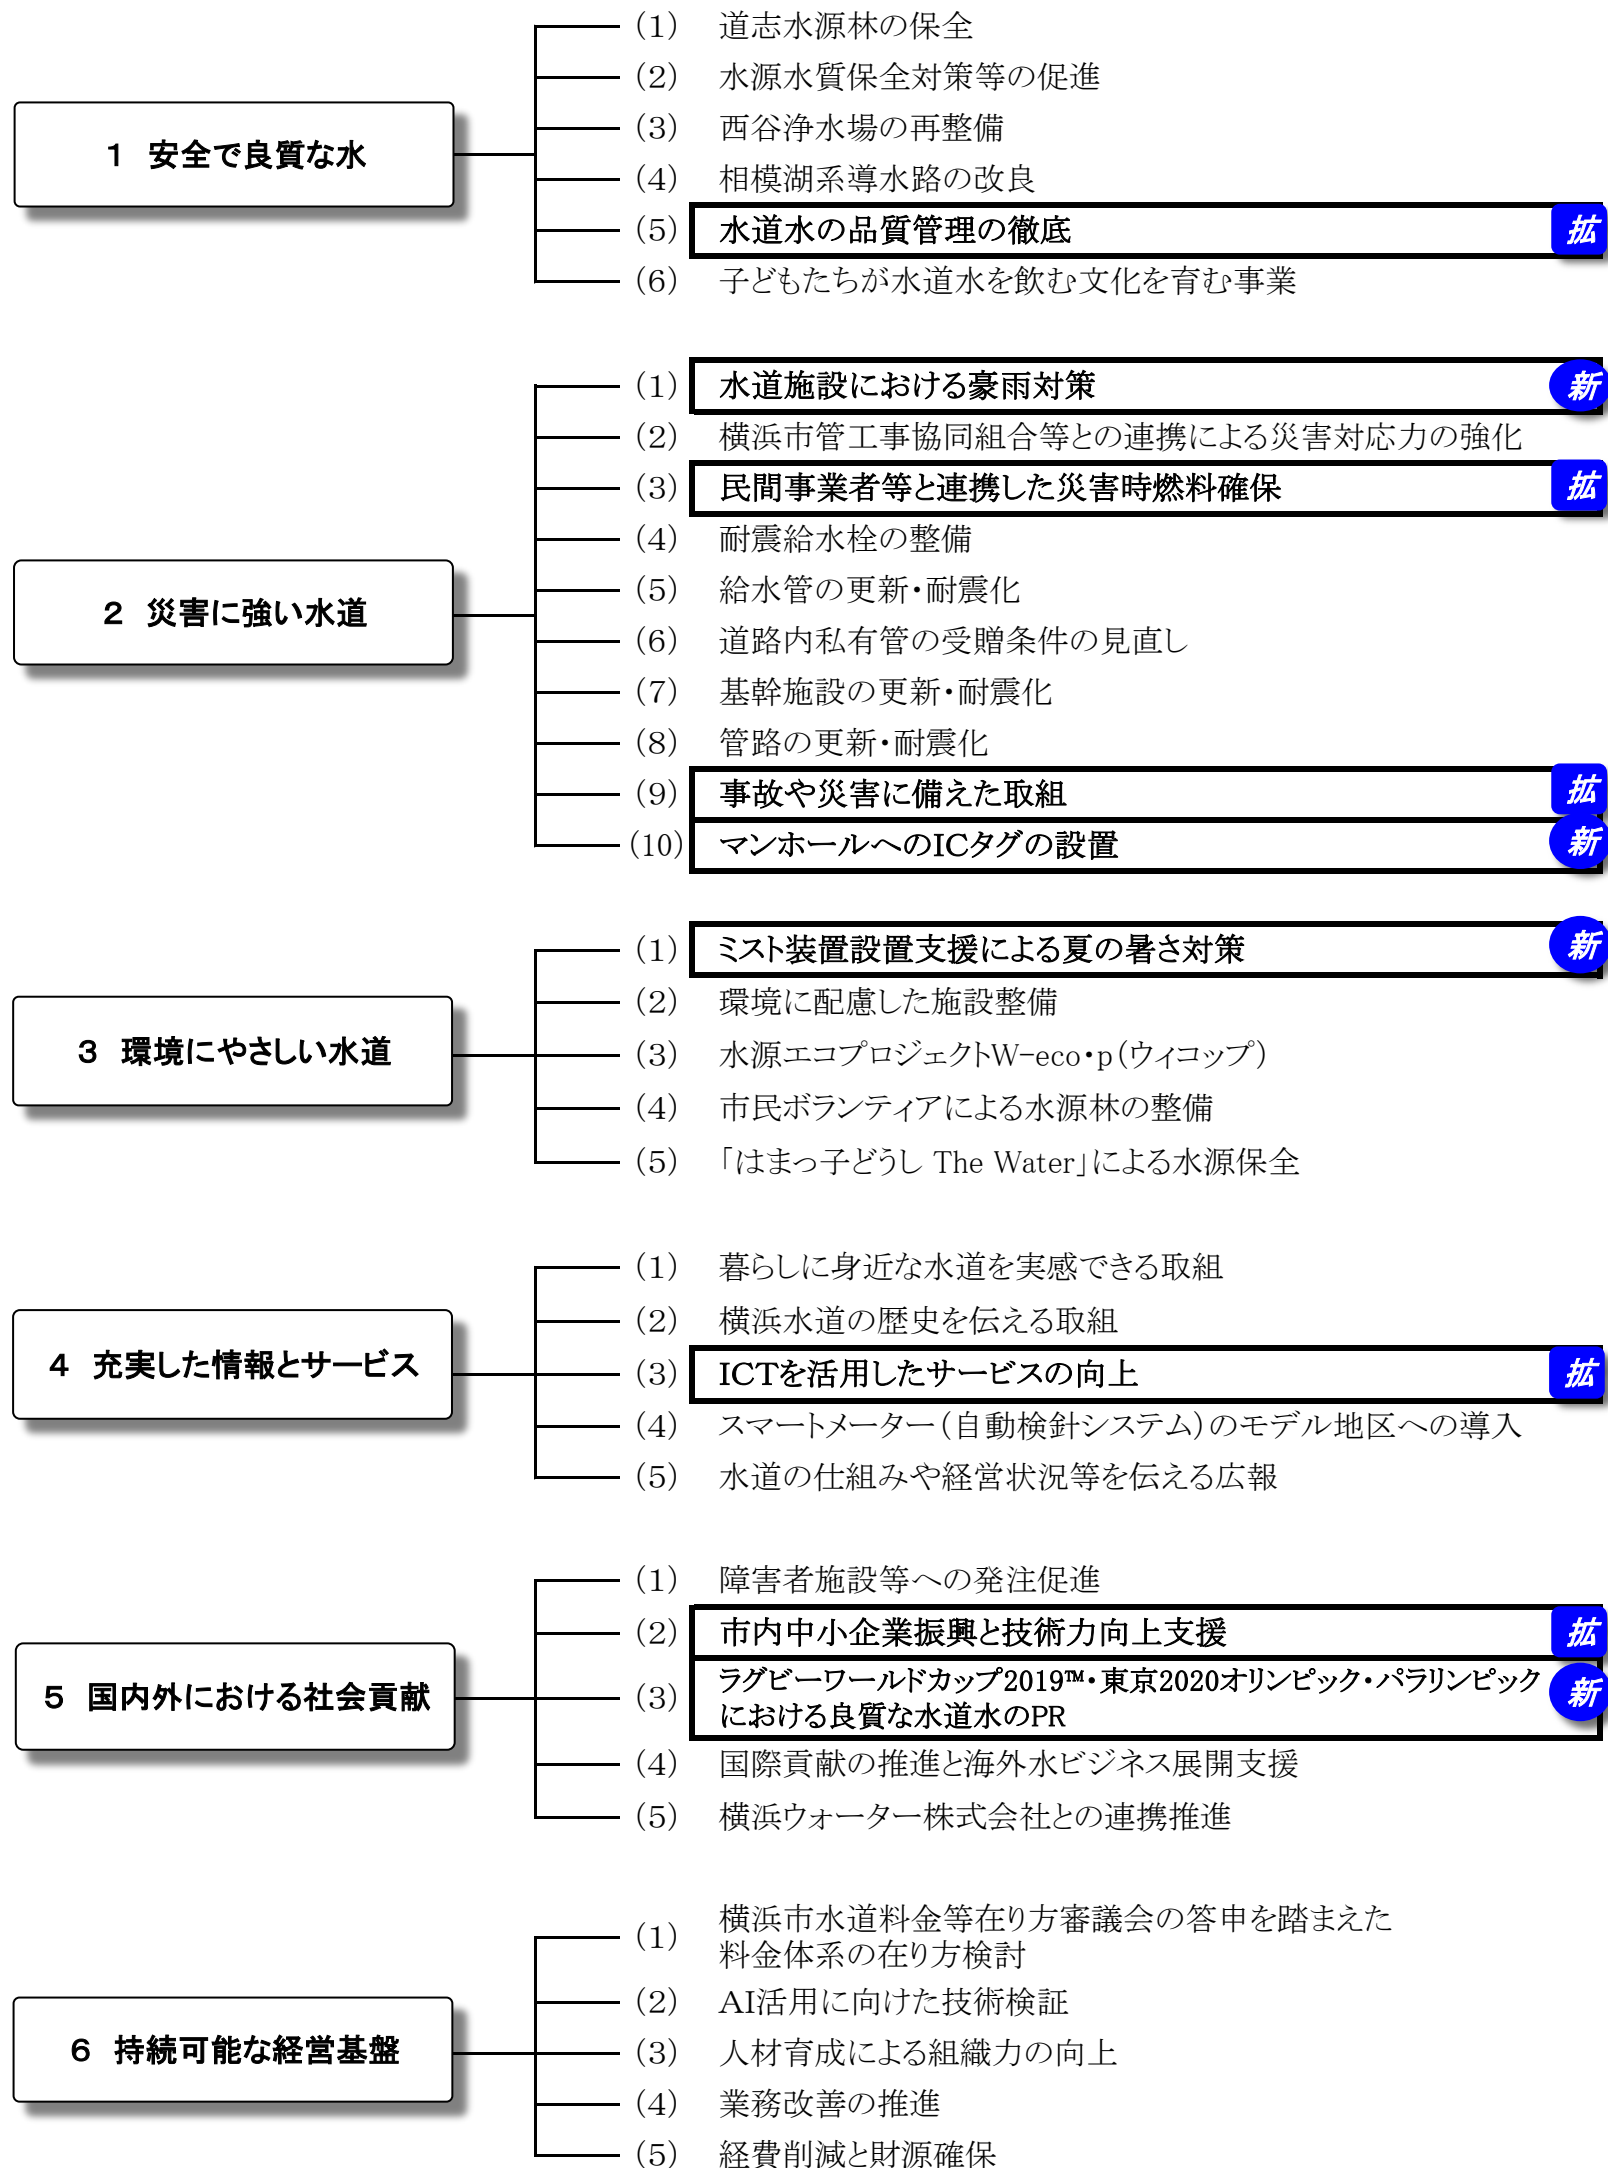 1 安全で良質な水
(1) 道志水源林の保全
(2) 水源水質保全対策等の促進
(3) 西谷浄水場の再整備
(4) 相模湖系導水路の改良
(5) 水道水の品質管理の徹底 拡
(6) 子どもたちが水道水を飲む文化を育む事業
2 災害に強い水道
(1) 水道施設における豪雨対策 新
(2) 横浜市管工事協同組合等との連携による災害対応力の強化
(3) 民間事業者等と連携した災害時燃料確保 拡
(4) 耐震給水栓の整備
(5) 給水管の更新・耐震化
(6) 道路内私有管の受贈条件の見直し
(7) 基幹施設の更新・耐震化
(8) 管路の更新・耐震化
(9) 事故や災害に備えた取組 拡
(10) マンホールへのICタグの設置 新
3 環境にやさしい水道
(1) ミスト装置設置支援による夏の暑さ対策 新
(2) 環境に配慮した施設整備
(3) 水源エコプロジェクトW-eco・p(ウィコップ)
(4) 市民ボランティアによる水源林の整備
(5) 「はまっ子どうし The Water」による水源保全
4 充実した情報とサービス
(1) 暮らしに身近な水道を実感できる取組
(2) 横浜水道の歴史を伝える取組
(3) ICTを活用したサービスの向上 拡
(4) スマートメーター(自動検針システム)のモデル地区への導入
(5) 水道の仕組みや経営状況等を伝える広報
5 国内外における社会貢献
(1) 障害者施設等への発注促進
(2) 市内中小企業振興と技術力向上支援 拡
(3) ラグビーワールドカップ2019™・東京2020オリンピック・パラリンピック 新
における良質な水道水のPR
(4) 国際貢献の推進と海外水ビジネス展開支援
(5) 横浜ウォーター株式会社との連携推進
6 持続可能な経営基盤
(1) 横浜市水道料金等在り方審議会の答申を踏まえた
料金体系の在り方検討
(2) AI活用に向けた技術検証
(3) 人材育成による組織力の向上
(4) 業務改善の推進
(5) 経費削減と財源確保